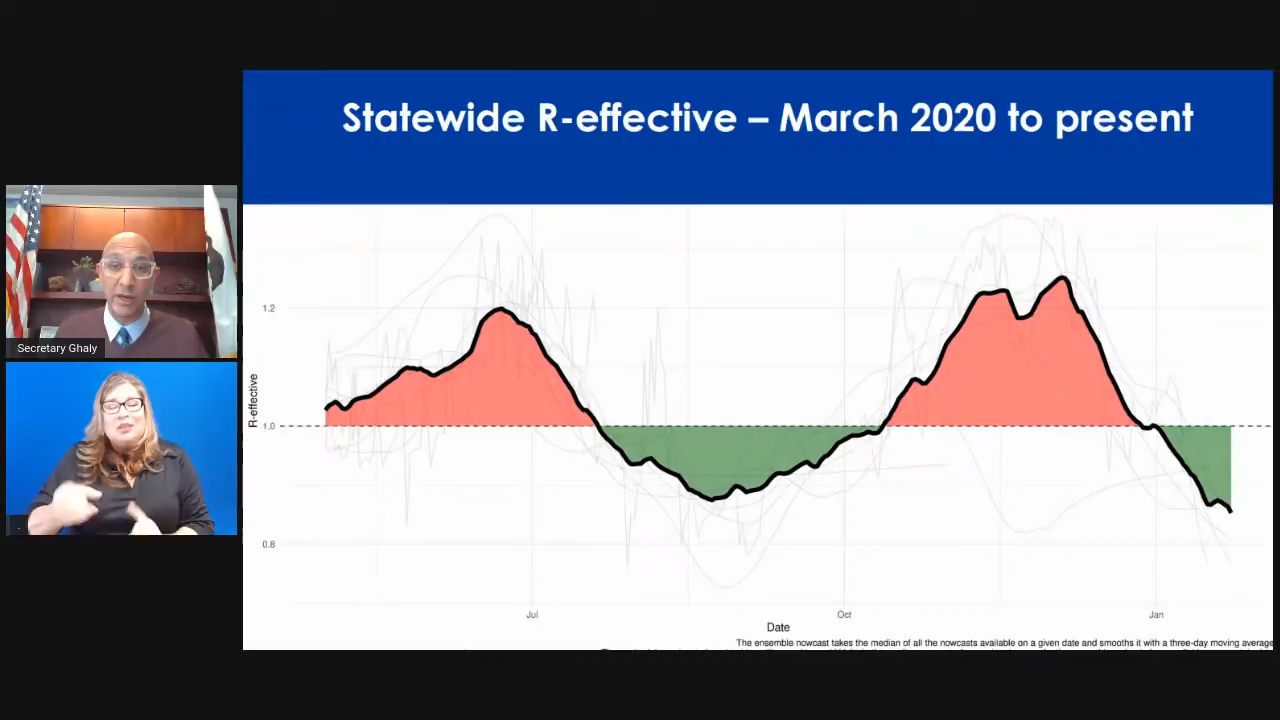 Statewide R-effective – March 2020 to present
Secretary Ghaly
R-effective
1.2
1.0
0.8
Jul
Oct
Jan
Date
The ensemble nowcast takes the median of all the nowcasts available on a given date and smooths it with a three-day moving average